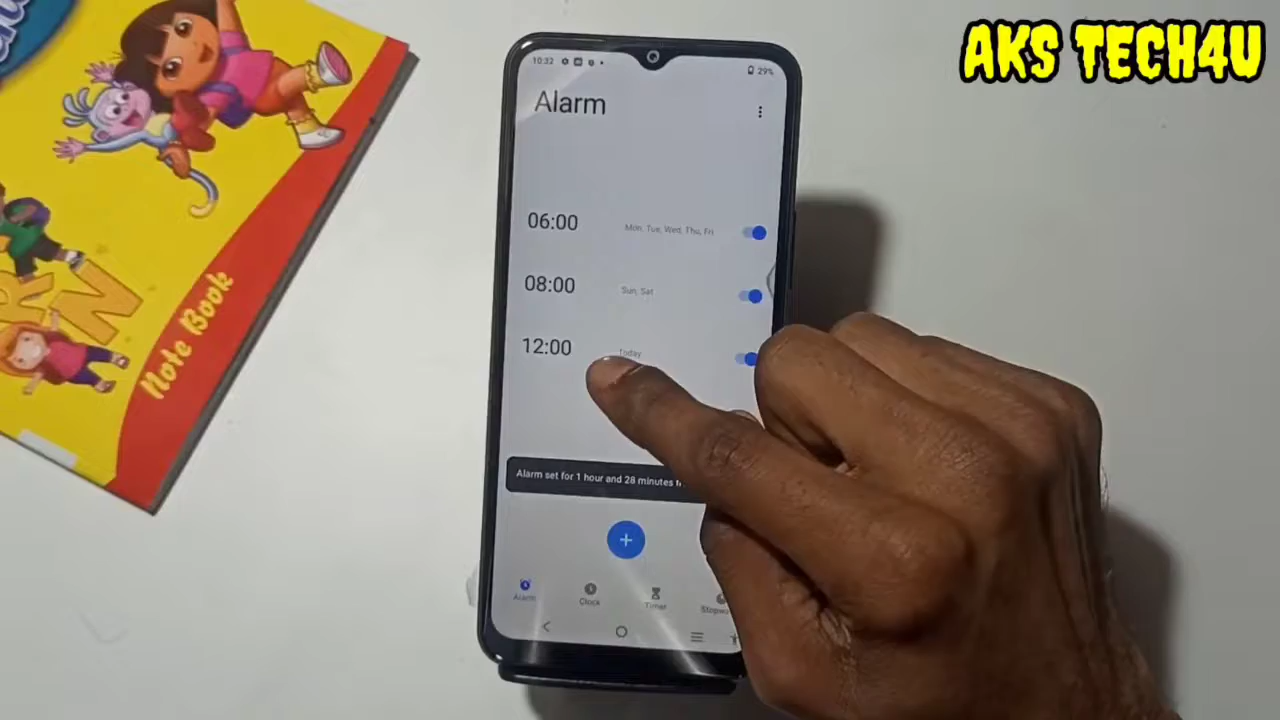 AKS TECH4U
10:32
29%
Alarm
06:00
Mon, Tue, Wed, Thu, Fri
08:00
Sun, Sat
12:00
Today
Alarm set for 1 hour and 28 minutes
+
Alarm
Clock
Timer
Note Book